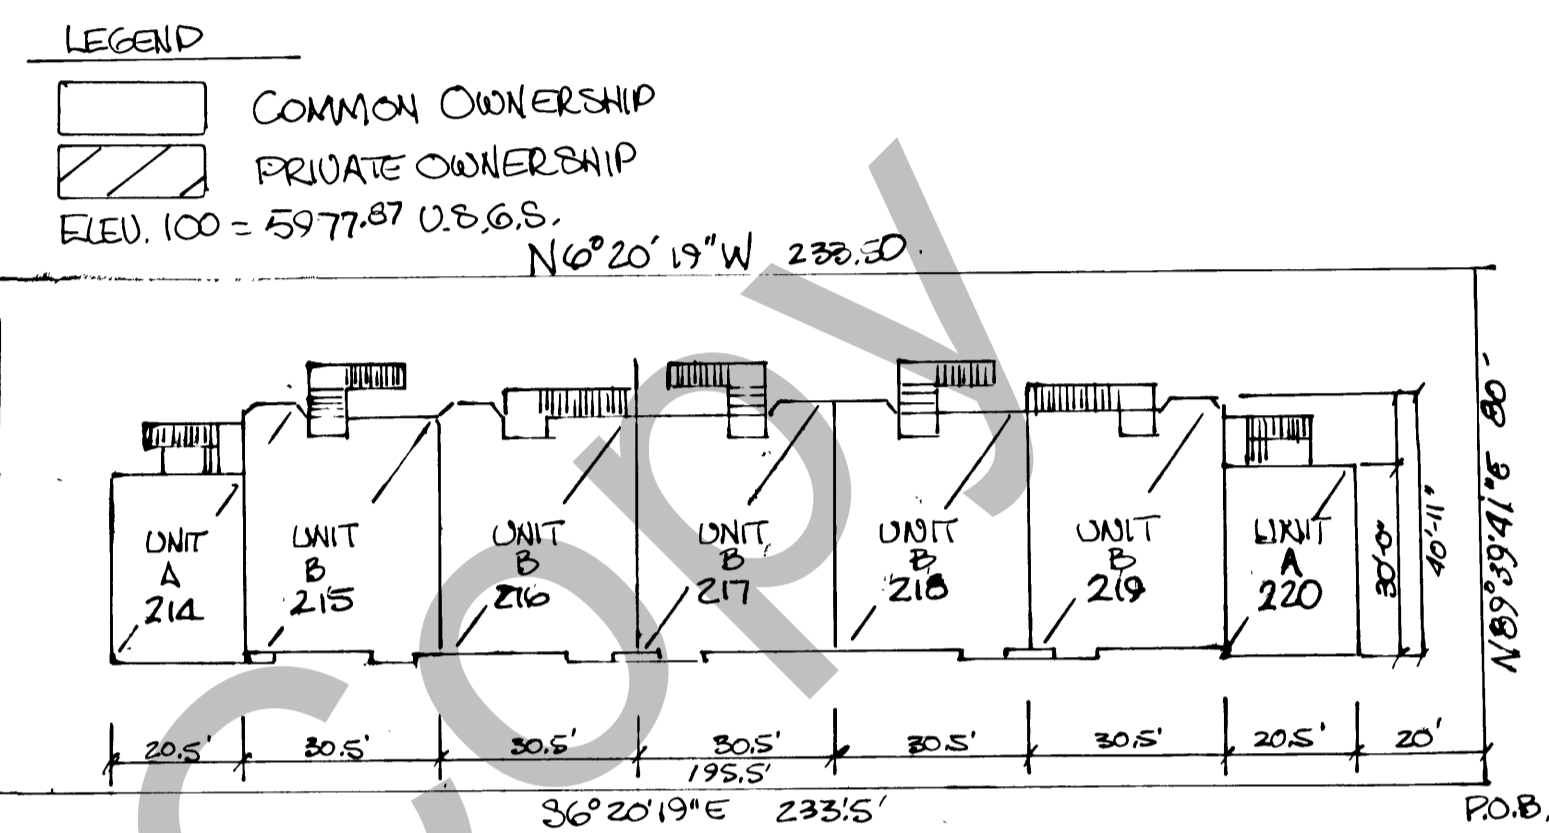 LEGEND
COMMON OWNERSHIP
PRIVATE OWNERSHIP
ELEV. 100 = 5977.87 U.S.G.S.
N6°20'19"W 233.50
UNIT A 214
UNIT B 215
UNIT B 216
UNIT B 217
UNIT B 218
UNIT B 219
UNIT A 220
30'-0"
40'-11"
N89°39'41"E 80'
20.5' 30.5' 30.5' 30.5' 30.5' 30.5' 20.5' 20'
195.5'
S6°20'19"E 233.5'
P.O.B.
Copy